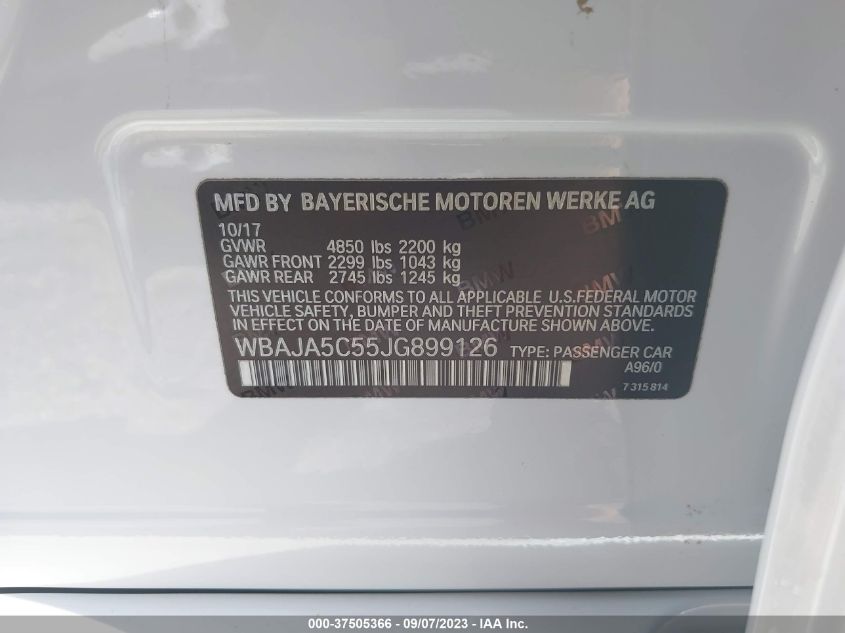 MFD BY BAYERISCHE MOTOREN WERKE AG
10/17
GVWR 4850 lbs 2200 kg
GAWR FRONT 2299 lbs 1043 kg
GAWR REAR 2745 lbs 1245 kg
THIS VEHICLE CONFORMS TO ALL APPLICABLE U.S.FEDERAL MOTOR
VEHICLE SAFETY, BUMPER AND THEFT PREVENTION STANDARDS
IN EFFECT ON THE DATE OF MANUFACTURE SHOWN ABOVE.
WBAJA5C55JG899126 TYPE: PASSENGER CAR
A96/0
7 315 814
000-37505366 - 09/07/2023 - IAA Inc.